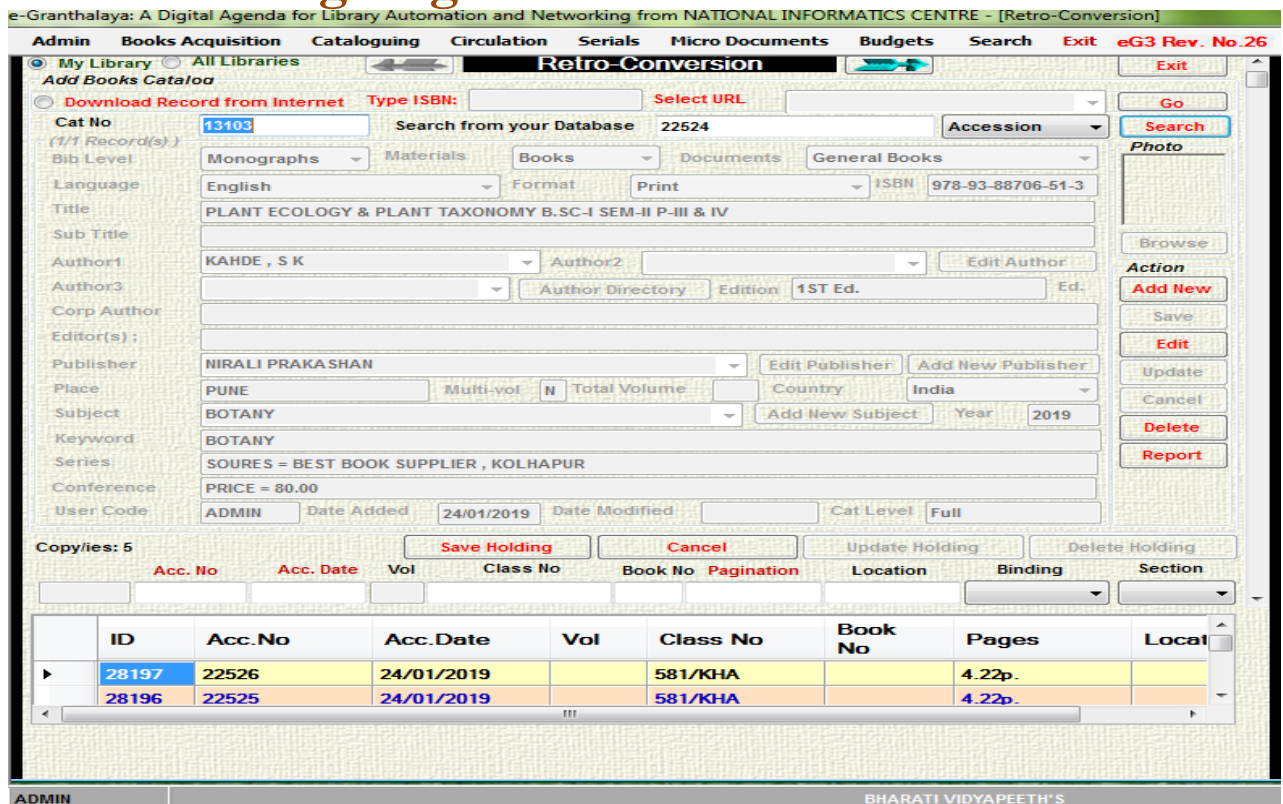 e-Granthalaya: A Digital Agenda for Library Automation and Networking from NATIONAL INFORMATICS CENTRE - [Retro-Conversion]
Admin Books Acquisition Cataloguing Circulation Serials Micro Documents Budgets Search Exit eG3 Rev. No.26
My Library All Libraries Retro-Conversion Exit
Add Books Catalog
Download Record from Internet Type ISBN: Select URL Go
Cat No 13103 Search from your Database 22524 Accession Search
(1/1 Record(s) ) Photo
Bib Level Monographs Materials Books Documents General Books
Language English Format Print ISBN 978-93-88706-51-3
Title PLANT ECOLOGY & PLANT TAXONOMY B.SC-I SEM-II P-III & IV
Sub Title Browse
Author1 KAHDE , S K Author2 Edit Author Action
Author3 Author Directory Edition 1ST Ed. Ed. Add New
Corp Author Save
Editor(s) : Edit
Publisher NIRALI PRAKASHAN Edit Publisher Add New Publisher Update
Place PUNE Multi-vol N Total Volume Country India Cancel
Subject BOTANY Add New Subject Year 2019 Delete
Keyword BOTANY
Series SOURES = BEST BOOK SUPPLIER , KOLHAPUR Report
Conference PRICE = 80.00
User Code ADMIN Date Added 24/01/2019 Date Modified Cat Level Full
Copy/ies: 5 Save Holding Cancel Update Holding Delete Holding
Acc. No Acc. Date Vol Class No Book No Pagination Location Binding Section
ID Acc.No Acc.Date Vol Class No Book No Pages Locat
28197 22526 24/01/2019 581/KHA 4.22p.
28196 22525 24/01/2019 581/KHA 4.22p.
ADMIN BHARATI VIDYAPEETH'S